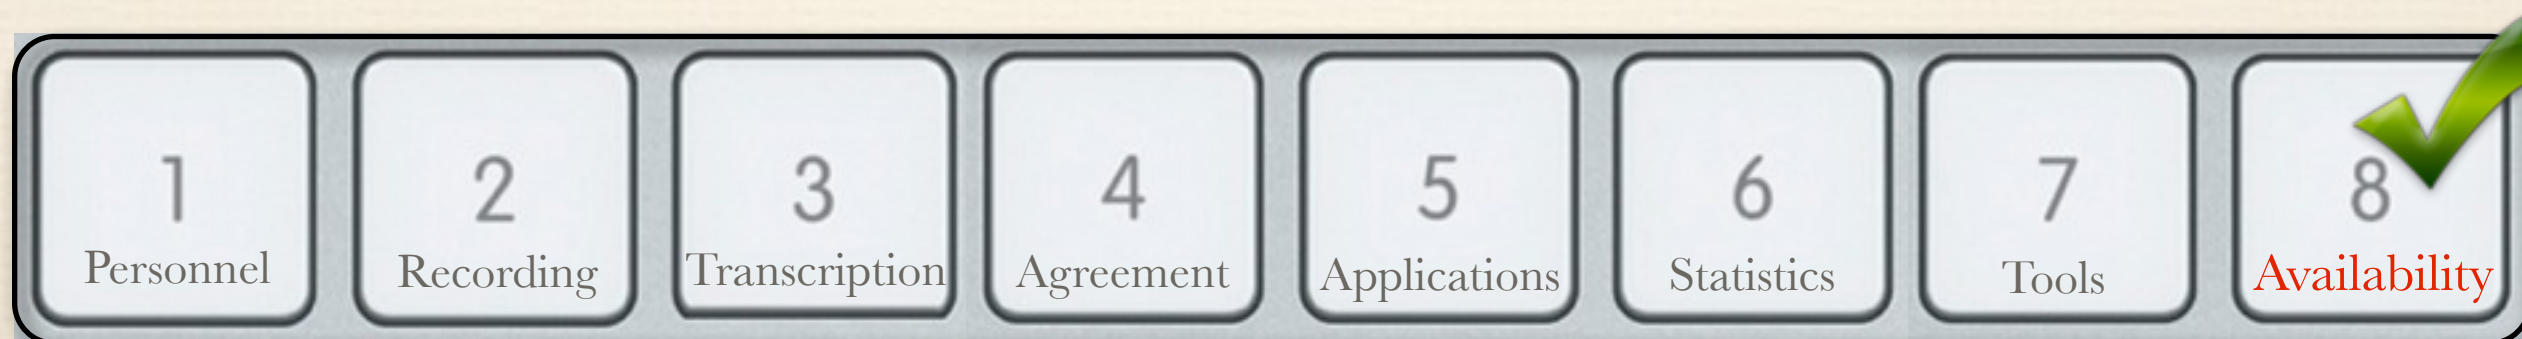 1
Personnel
2
Recording
3
Transcription
4
Agreement
5
Applications
6
Statistics
7
Tools
8
Availability